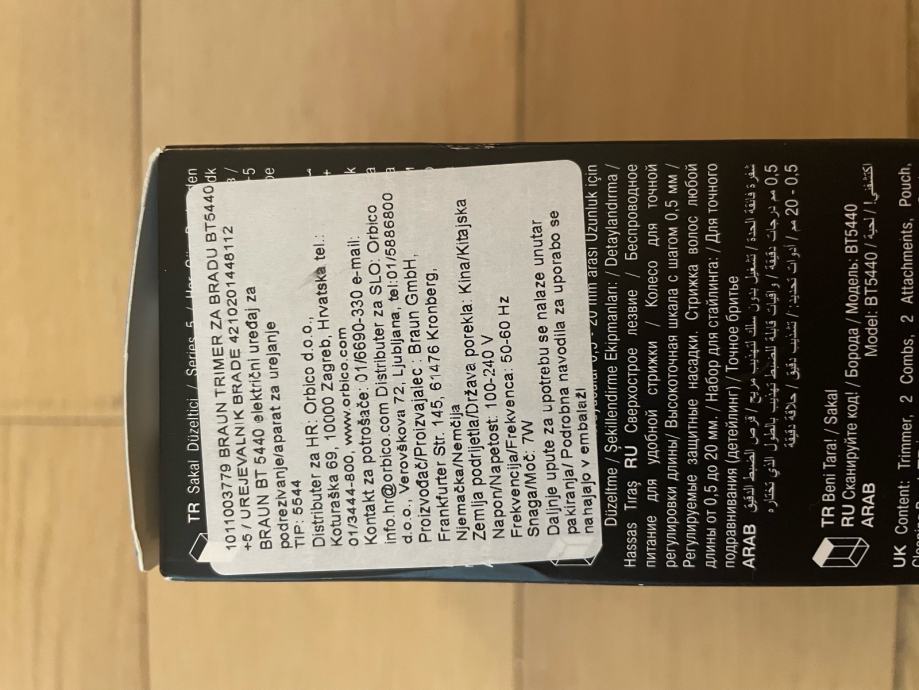 TR Sakal Düzeltici / Series 5 /
1011003779 BRAUN TRIMER ZA BRADU BT5440
+5 / UREJEVALNIK BRADE 4210201448112
BRAUN BT 5440 električni uređaj za
podrezivanje/aparat za urejanje
TIP: 5544
Distributer za HR: Orbico d.o.o.,
Koturaška 69, 10000 Zagreb, Hrvatska tel.:
01/3444-800, www.orbico.com
Kontakt za potrošače: 01/6690-330 e-mail:
info.hr@orbico.com Distributer za SLO: Orbico
d.o.o., Verovškova 72, Ljubljana, tel:01/5886800
Proizvođač/Proizvajalec : Braun GmbH,
Frankfurter Str. 145, 61476 Kronberg,
Njemačka/Nemčija
Zemlja podrijetla/Država porekla: Kina/Kitajska
Napon/Napetost: 100-240 V
Frekvencija/Frekvenca: 50-60 Hz
Snaga/Moč: 7W
Daljnje upute za upotrebu se nalaze unutar
pakiranja/ Podrobna navodila za uporabo se
nahajajo v embalaži
20 mm arası Uzunluk için
Düzeltme / Şekillendirme Ekipmanları: / Detaylandırma /
Hassas Tıraş RU Сверхострое лезвие / Беспроводное
питание для удобной стрижки / Колесо для точной
регулировки длины/ Высокоточная шкала с шагом 0,5 мм /
Регулируемые защитные насадки. Стрижка волос любой
длины от 0,5 до 20 мм. / Набор для стайлинга: / Для точного
подравнивания (детейлинг) / Точное бритье
ARAB
0,5 - 20
TR Beni Tara! / Sakal
RU Сканируйте код! / Борода / Модель: BT5440
ARAB
Model: BT5440
UK Content: Trimmer, 2 Combs, 2 Attachments, Pouch,